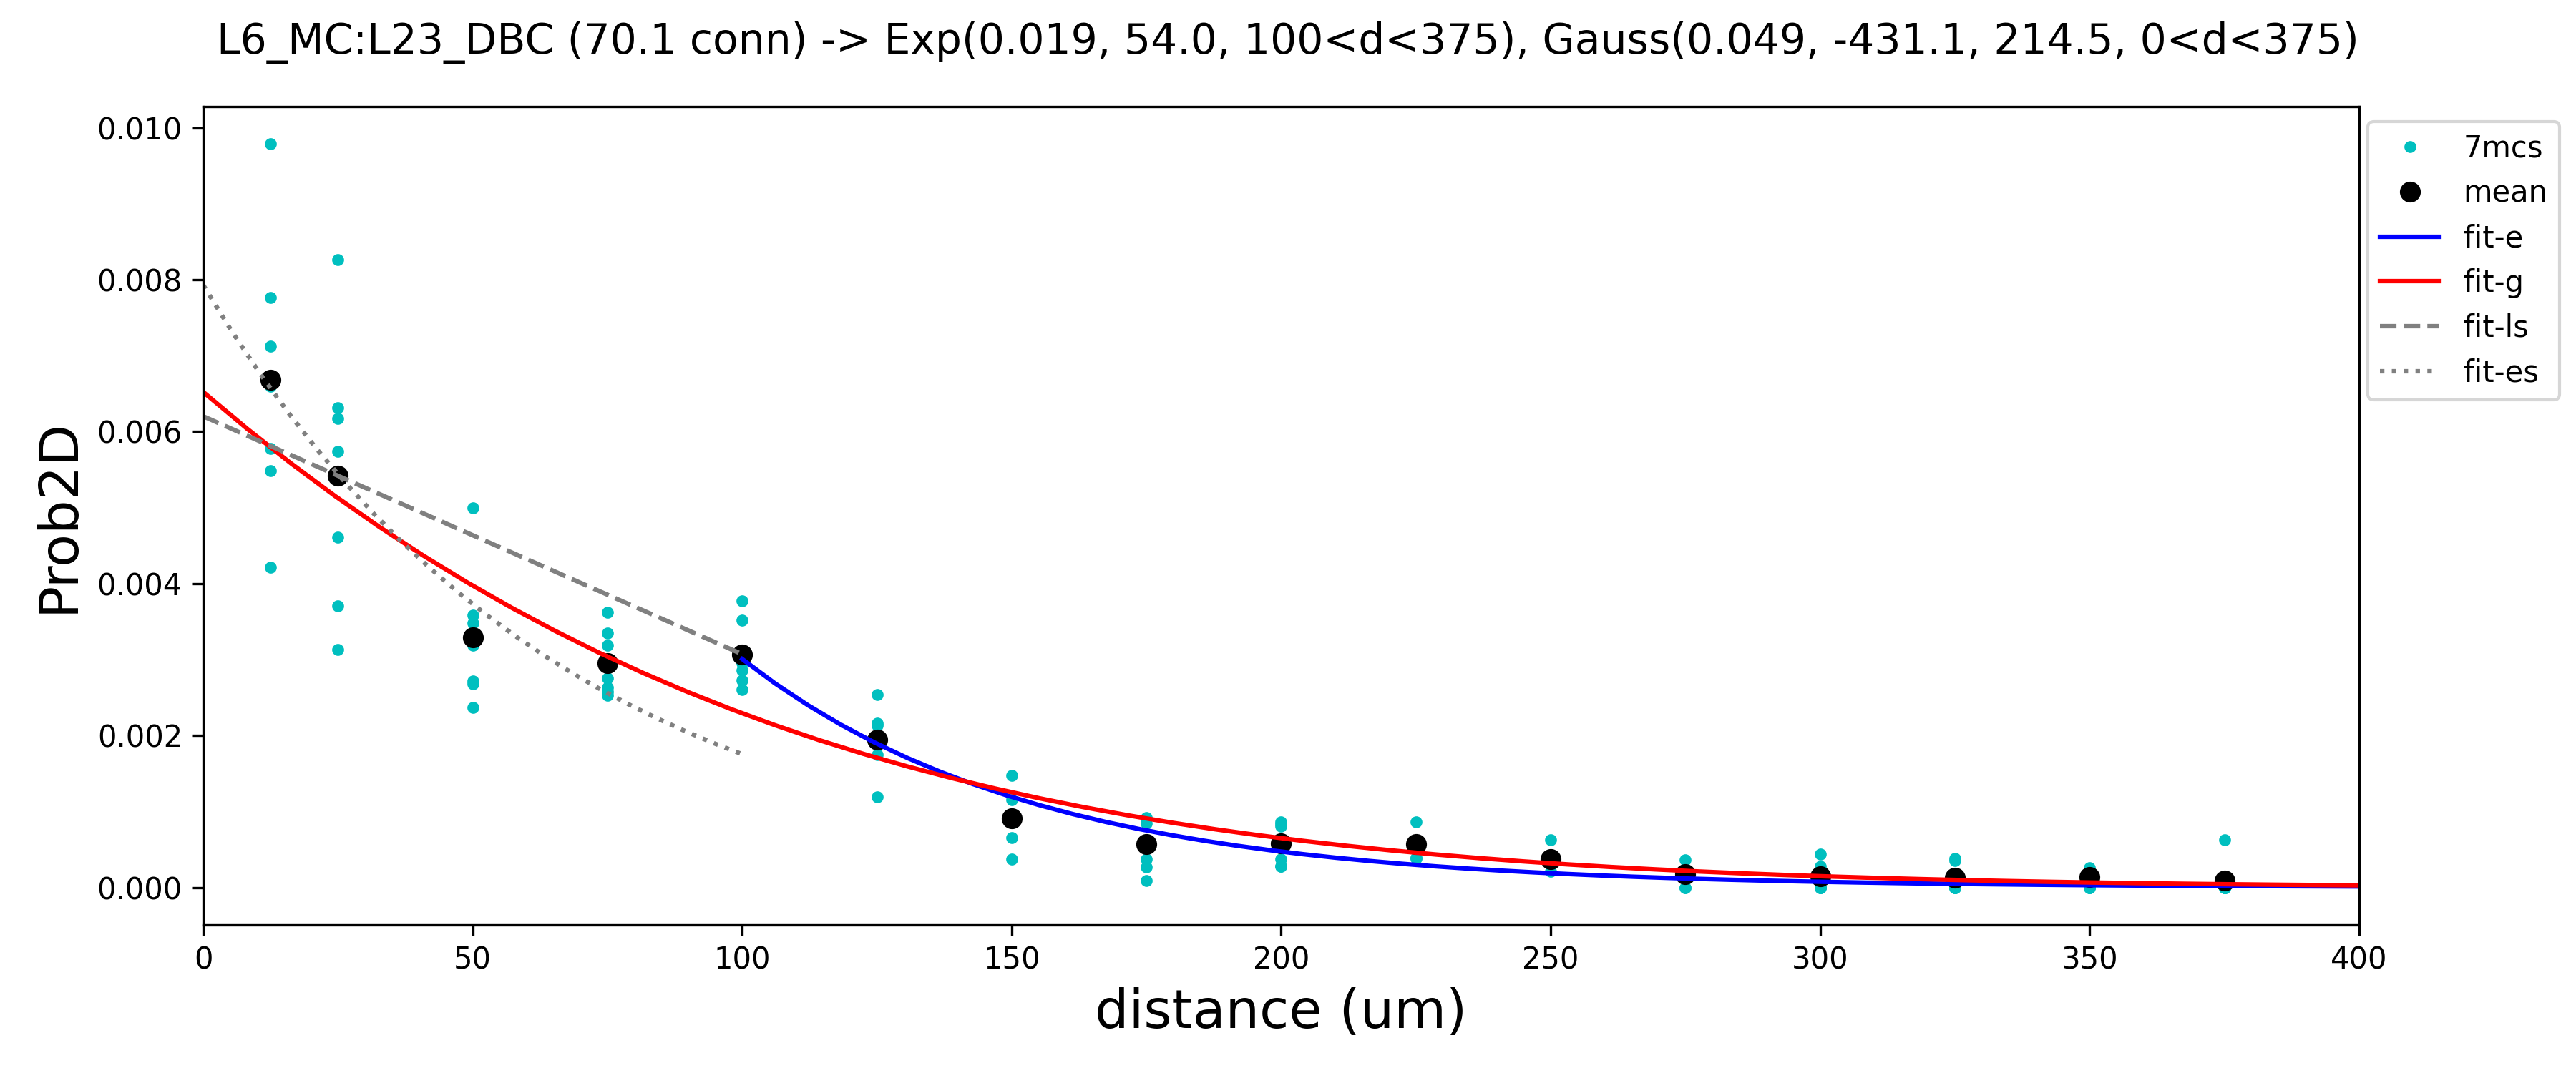 L6_MC:L23_DBC (70.1 conn) -> Exp(0.019, 54.0, 100<d<375), Gauss(0.049, -431.1, 214.5, 0<d<375)
0.010
0.008
0.006
0.004
0.002
0.000
Prob2D
0 50 100 150 200 250 300 350 400
distance (um)
7mcs
mean
fit-e
fit-g
fit-ls
fit-es